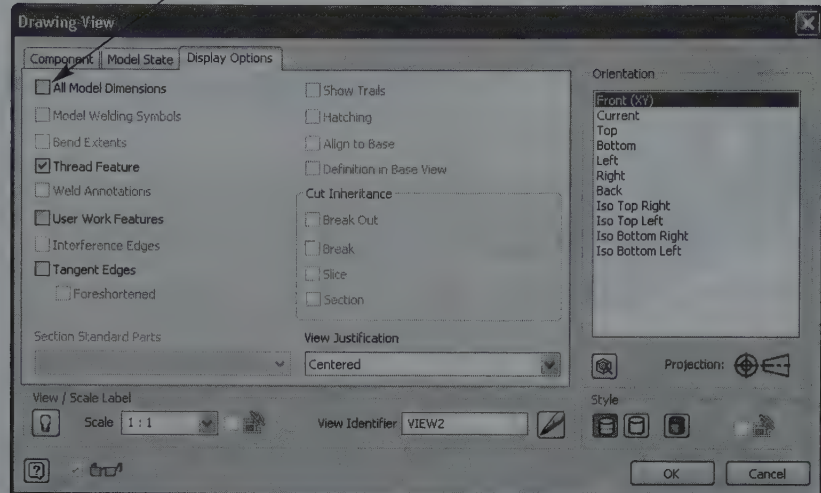 Drawing View
Component Model State Display Options
All Model Dimensions
Model Welding Symbols
Bend Extents
Thread Feature
Weld Annotations
User Work Features
Interference Edges
Tangent Edges
Foreshortened
Section Standard Parts
Show Trails
Hatching
Align to Base
Definition in Base View
Cut Inheritance
Break Out
Break
Slice
Section
View Justification
Centered
Orientation
Front (XY)
Current
Top
Bottom
Left
Right
Back
Iso Top Right
Iso Top Left
Iso Bottom Right
Iso Bottom Left
Projection:
View / Scale Label
Scale 1 : 1
View Identifier VIEW2
Style
OK Cancel